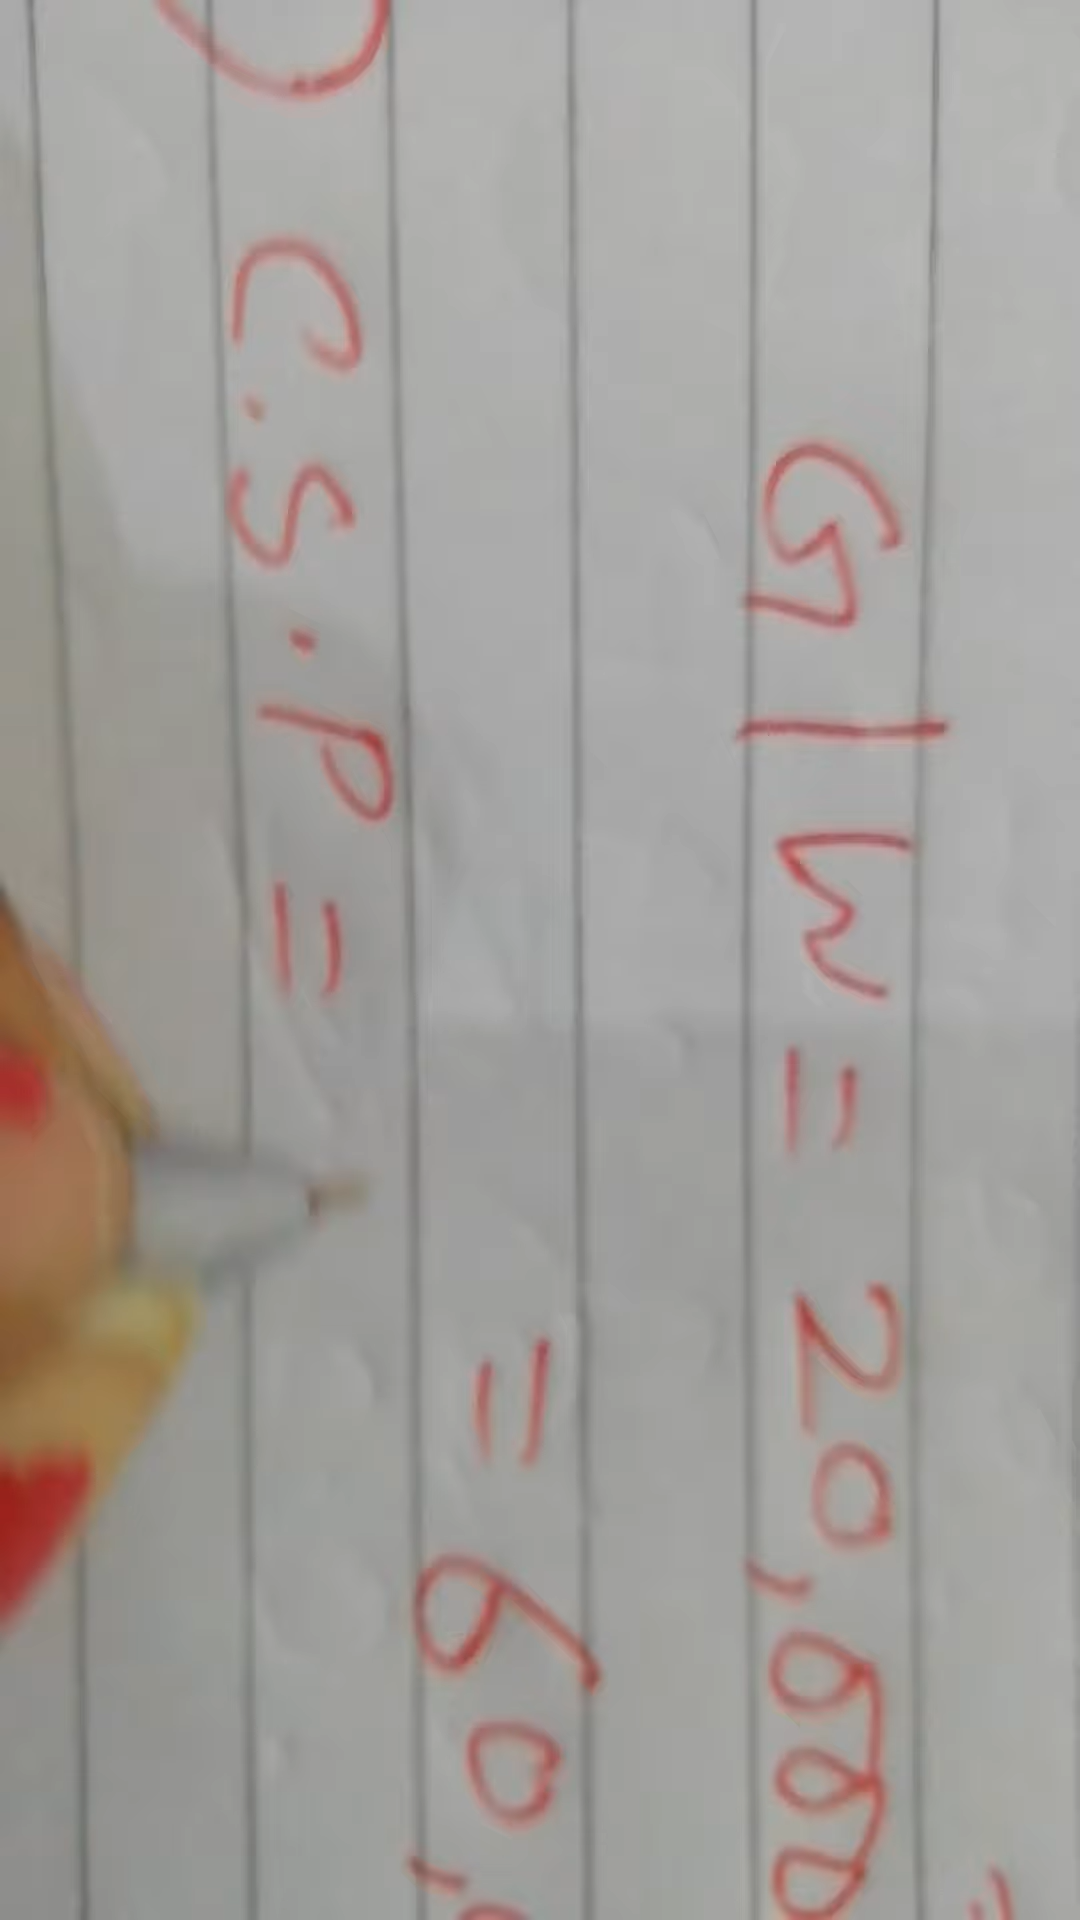 G/W = 20,000
= 60,
C.S.P =